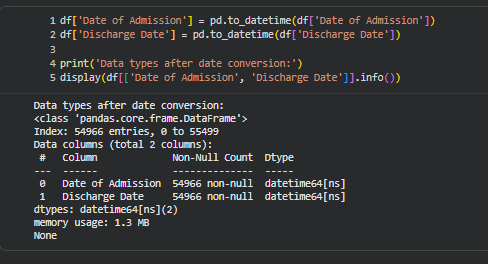 1 df['Date of Admission'] = pd.to_datetime(df['Date of Admission'])
2 df['Discharge Date'] = pd.to_datetime(df['Discharge Date'])
3
4 print('Data types after date conversion:')
5 display(df[['Date of Admission', 'Discharge Date']].info())
Data types after date conversion:
<class 'pandas.core.frame.DataFrame'>
Index: 54966 entries, 0 to 55499
Data columns (total 2 columns):
 #   Column             Non-Null Count  Dtype
---  ------             --------------  -----
 0   Date of Admission  54966 non-null  datetime64[ns]
 1   Discharge Date     54966 non-null  datetime64[ns]
dtypes: datetime64[ns](2)
memory usage: 1.3 MB
None